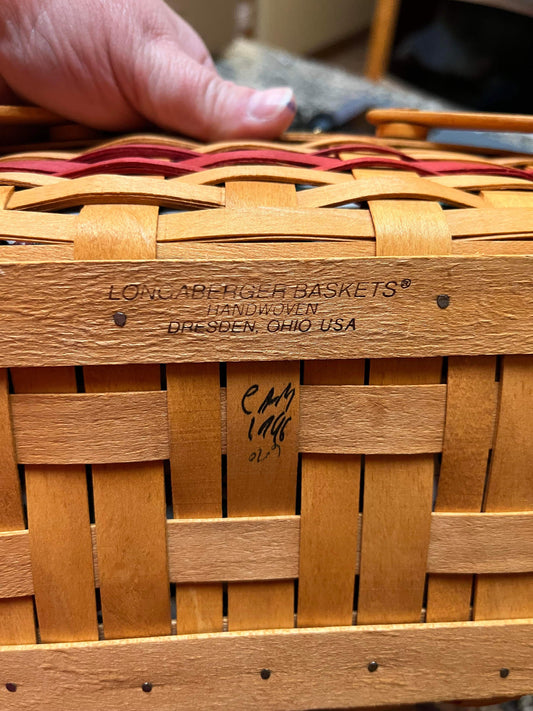 LONGABERGER BASKETS®
HANDWOVEN
DRESDEN, OHIO USA
1996